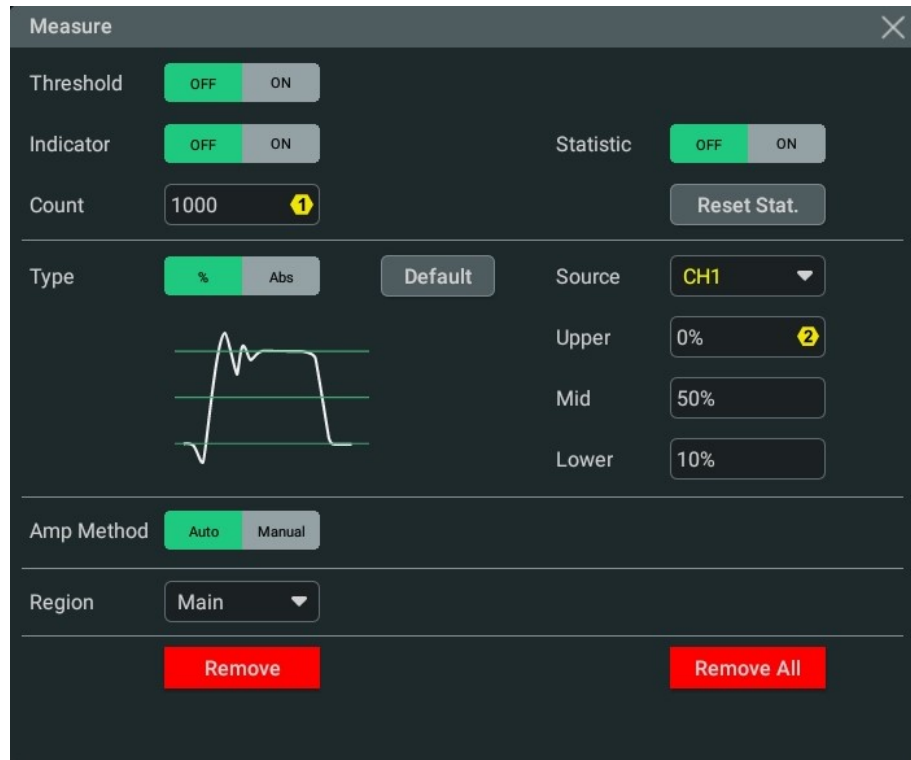 Measure
Threshold OFF ON
Indicator OFF ON Statistic OFF ON
Count 1000 1 Reset Stat.
Type % Abs Default Source CH1
Upper 0% 2
Mid 50%
Lower 10%
Amp Method Auto Manual
Region Main
Remove Remove All